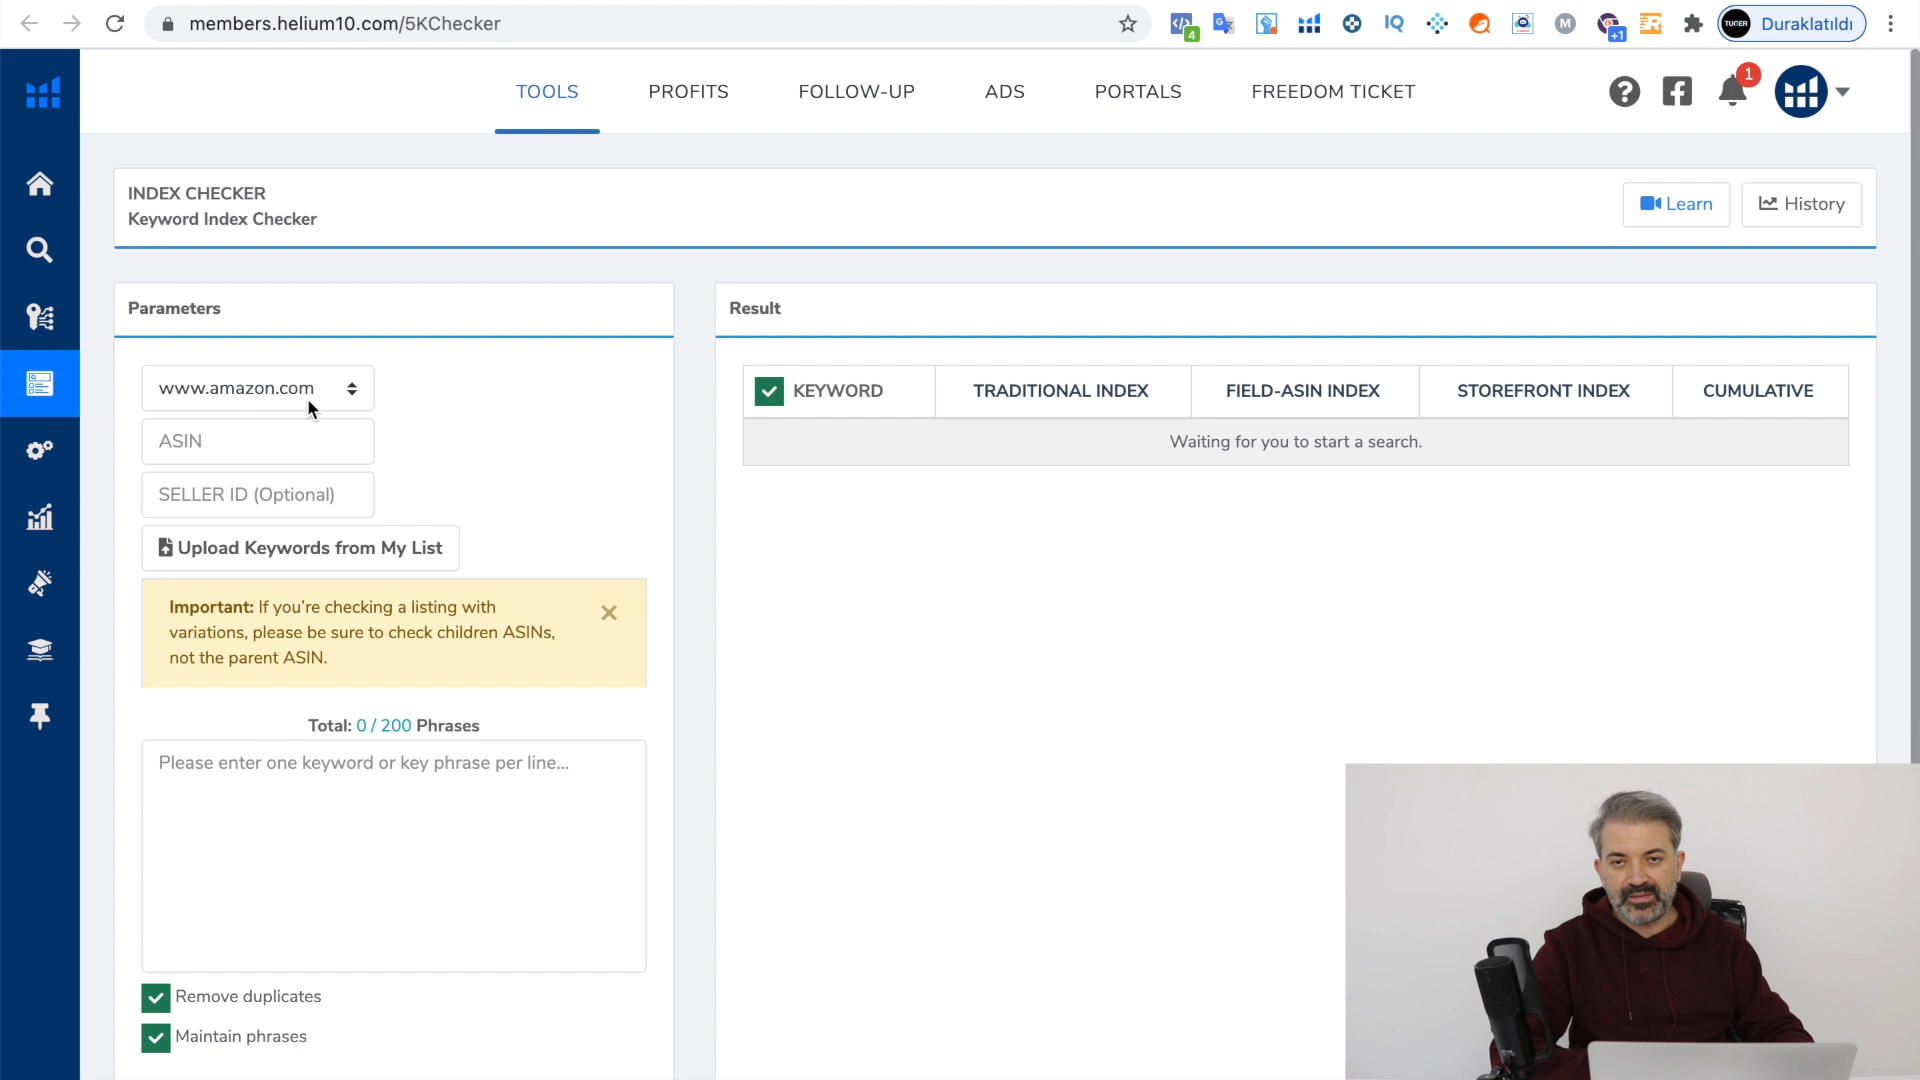 members.helium10.com/5KChecker
4
IQ
M
+1
TUNER
Duraklatıldı
TOOLS
PROFITS
FOLLOW-UP
ADS
PORTALS
FREEDOM TICKET
1
INDEX CHECKER
Keyword Index Checker
Learn
History
Parameters
Result
www.amazon.com
ASIN
SELLER ID (Optional)
Upload Keywords from My List
Important: If you're checking a listing with
variations, please be sure to check children ASINs,
not the parent ASIN.
Total: 0 / 200 Phrases
Please enter one keyword or key phrase per line...
Remove duplicates
Maintain phrases
KEYWORD
TRADITIONAL INDEX
FIELD-ASIN INDEX
STOREFRONT INDEX
CUMULATIVE
Waiting for you to start a search.